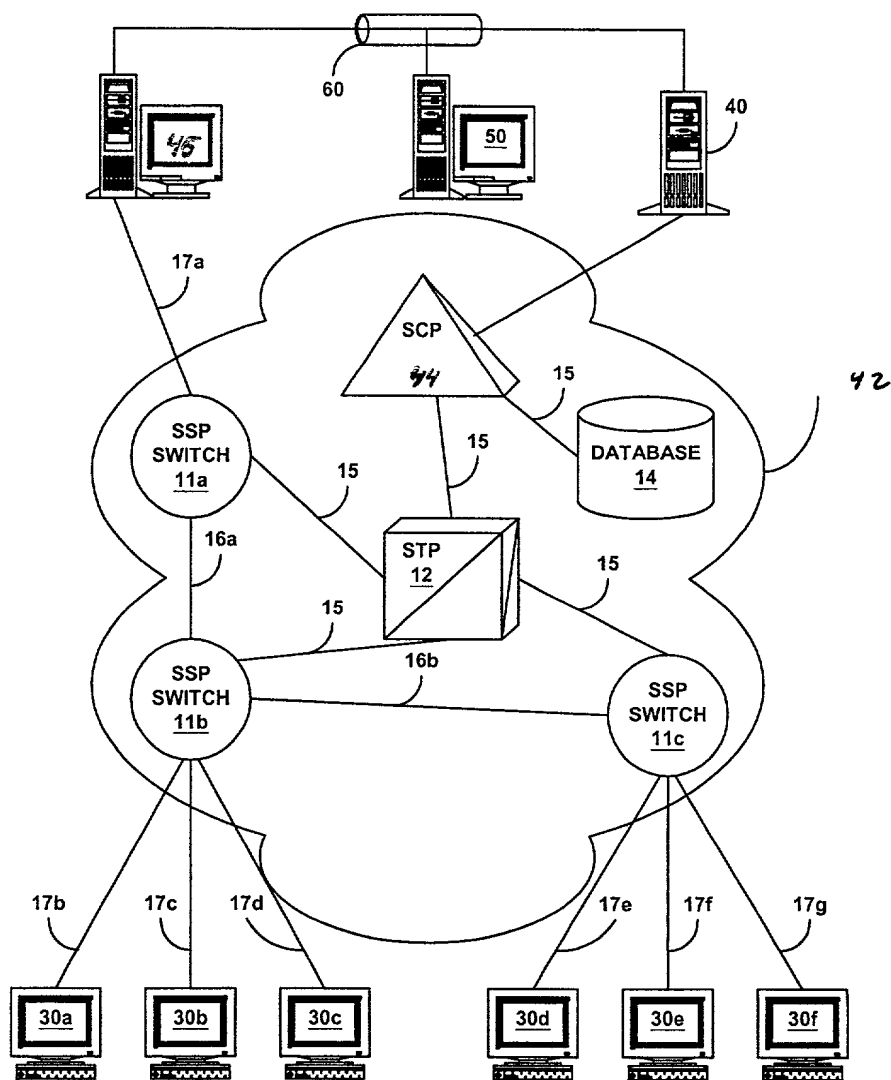 60
40
45
50
17a
SCP
15
42
SSP
SWITCH
11a
DATABASE
14
15
15
16a
STP
12
15
15
16b
SSP
SWITCH
11b
SSP
SWITCH
11c
17b
17c
17d
17e
17f
17g
30a
30b
30c
30d
30e
30f